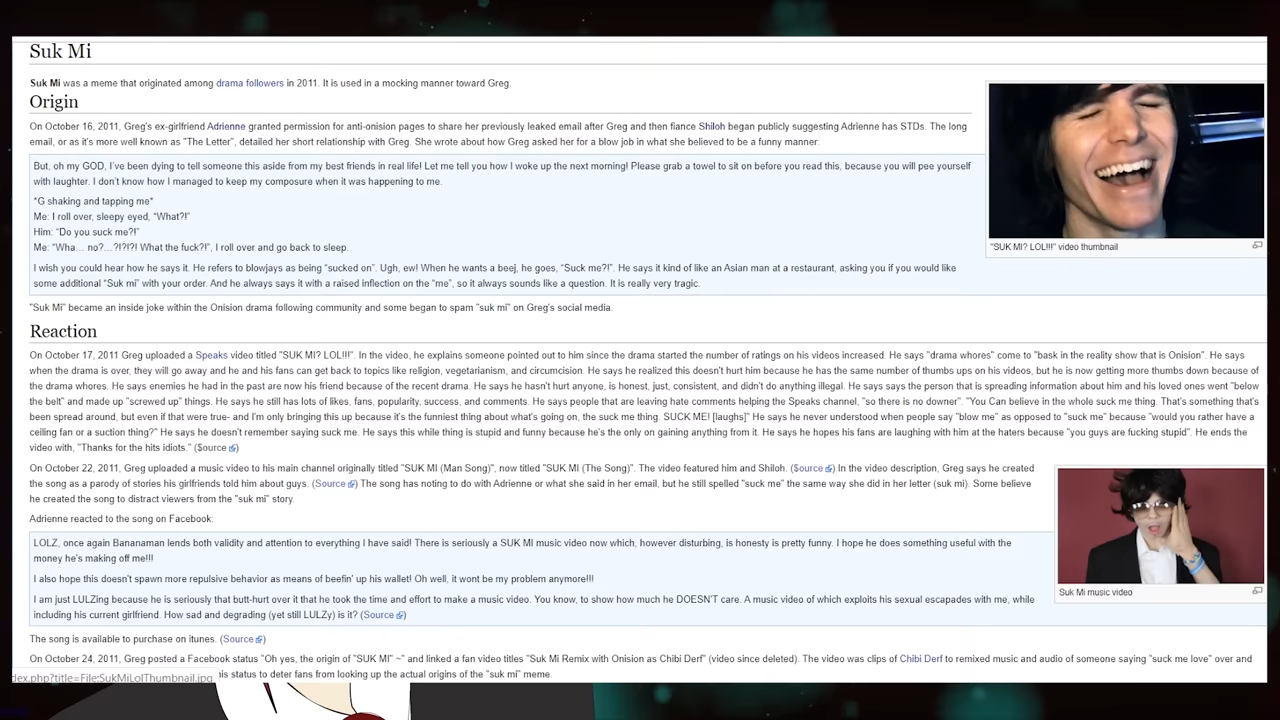 Suk Mi
Suk Mi was a meme that originated among drama followers in 2011. It is used in a mocking manner toward Greg.
Origin
On October 16, 2011, Greg's ex-girlfriend Adrienne granted permission for anti-onision pages to share her previously leaked email after Greg and then fiance Shiloh began publicly suggesting Adrienne has STDs. The long
email, or as it's more well known as "The Letter", detailed her short relationship with Greg. She wrote about how Greg asked her for a blow job in what she believed to be a funny manner:
But, oh my GOD, I've been dying to tell someone this aside from my best friends in real life! Let me tell you how I woke up the next morning! Please grab a towel to sit on before you read this, because you will pee yourself
with laughter. I don't know how I managed to keep my composure when it was happening to me.
*G shaking and tapping me*
Me: I roll over, sleepy eyed, “What?!”
Him: “Do you suck me?!”
Me: “Wha… no?…?!?!?! What the fuck?!”, I roll over and go back to sleep.
I wish you could hear how he says it. He refers to blowjays as being “sucked on”. Ugh, ew! When he wants a beej, he goes, “Suck me?!”. He says it kind of like an Asian man at a restaurant, asking you if you would like
some additional “Suk mi” with your order. And he always says it with a raised inflection on the “me”, so it always sounds like a question. It is really very tragic.
"SUK MI? LOL!!!" video thumbnail
"Suk Mi" became an inside joke within the Onision drama following community and some began to spam "suk mi" on Greg's social media.
Reaction
On October 17, 2011 Greg uploaded a Speaks video titled "SUK MI? LOL!!!". In the video, he explains someone pointed out to him since the drama started the number of ratings on his videos increased. He says "drama whores" come to "bask in the reality show that is Onision". He says
when the drama is over, they will go away and he and his fans can get back to topics like religion, vegetarianism, and circumcision. He says he realized this doesn't hurt him because he has the same number of thumbs ups on his videos, but he is now getting more thumbs down because of
the drama whores. He says enemies he had in the past are now his friend because of the recent drama. He says he hasn't hurt anyone, is honest, just, consistent, and didn't do anything illegal. He says says the person that is spreading information about him and his loved ones went "below
the belt" and made up "screwed up" things. He says he still has lots of likes, fans, popularity, success, and comments. He says people that are leaving hate comments helping the Speaks channel, "so there is no downer". "You Can believe in the whole suck me thing. That's something that's
been spread around, but even if that were true- and I'm only bringing this up because it's the funniest thing about what's going on, the suck me thing. SUCK ME! [laughs]" He says he never understood when people say "blow me" as opposed to "suck me" because "would you rather have a
ceiling fan or a suction thing?" He says he doesn't remember saying suck me. He says this while thing is stupid and funny because he's the only on gaining anything from it. He says he hopes his fans are laughing with him at the haters because "you guys are fucking stupid". He ends the
video with, "Thanks for the hits idiots." ($ource)
On October 22, 2011, Greg uploaded a music video to his main channel originally titled "SUK MI (Man Song)", now titled "SUK MI (The Song)". The video featured him and Shiloh. ($ource) In the video description, Greg says he created
the song as a parody of stories his girlfriends told him about guys. (Source) The song has noting to do with Adrienne or what she said in her email, but he still spelled "suck me" the same way she did in her letter (suk mi). Some believe
he created the song to distract viewers from the "suk mi" story.
Adrienne reacted to the song on Facebook:
LOLZ, once again Bananaman lends both validity and attention to everything I have said! There is seriously a SUK MI music video now which, however disturbing, is honesty is pretty funny. I hope he does something useful with the
money he's making off me!!!
I also hope this doesn't spawn more repulsive behavior as means of beefin' up his wallet! Oh well, it wont be my problem anymore!!!
I am just LULZing because he is seriously that butt-hurt over it that he took the time and effort to make a music video. You know, to show how much he DOESN'T care. A music video of which exploits his sexual escapades with me, while
including his current girlfriend. How sad and degrading (yet still LULZy) is it? (Source)
Suk Mi music video
The song is available to purchase on itunes. (Source)
On October 24, 2011, Greg posted a Facebook status "Oh yes, the origin of "SUK MI" ~" and linked a fan video titles "Suk Mi Remix with Onision as Chibi Derf" (video since deleted). The video was clips of Chibi Derf to remixed music and audio of someone saying "suck me love" over and
dex.php?title=File:SukMiLolThumbnail.jpg his status to deter fans from looking up the actual origins of the "suk mi" meme.